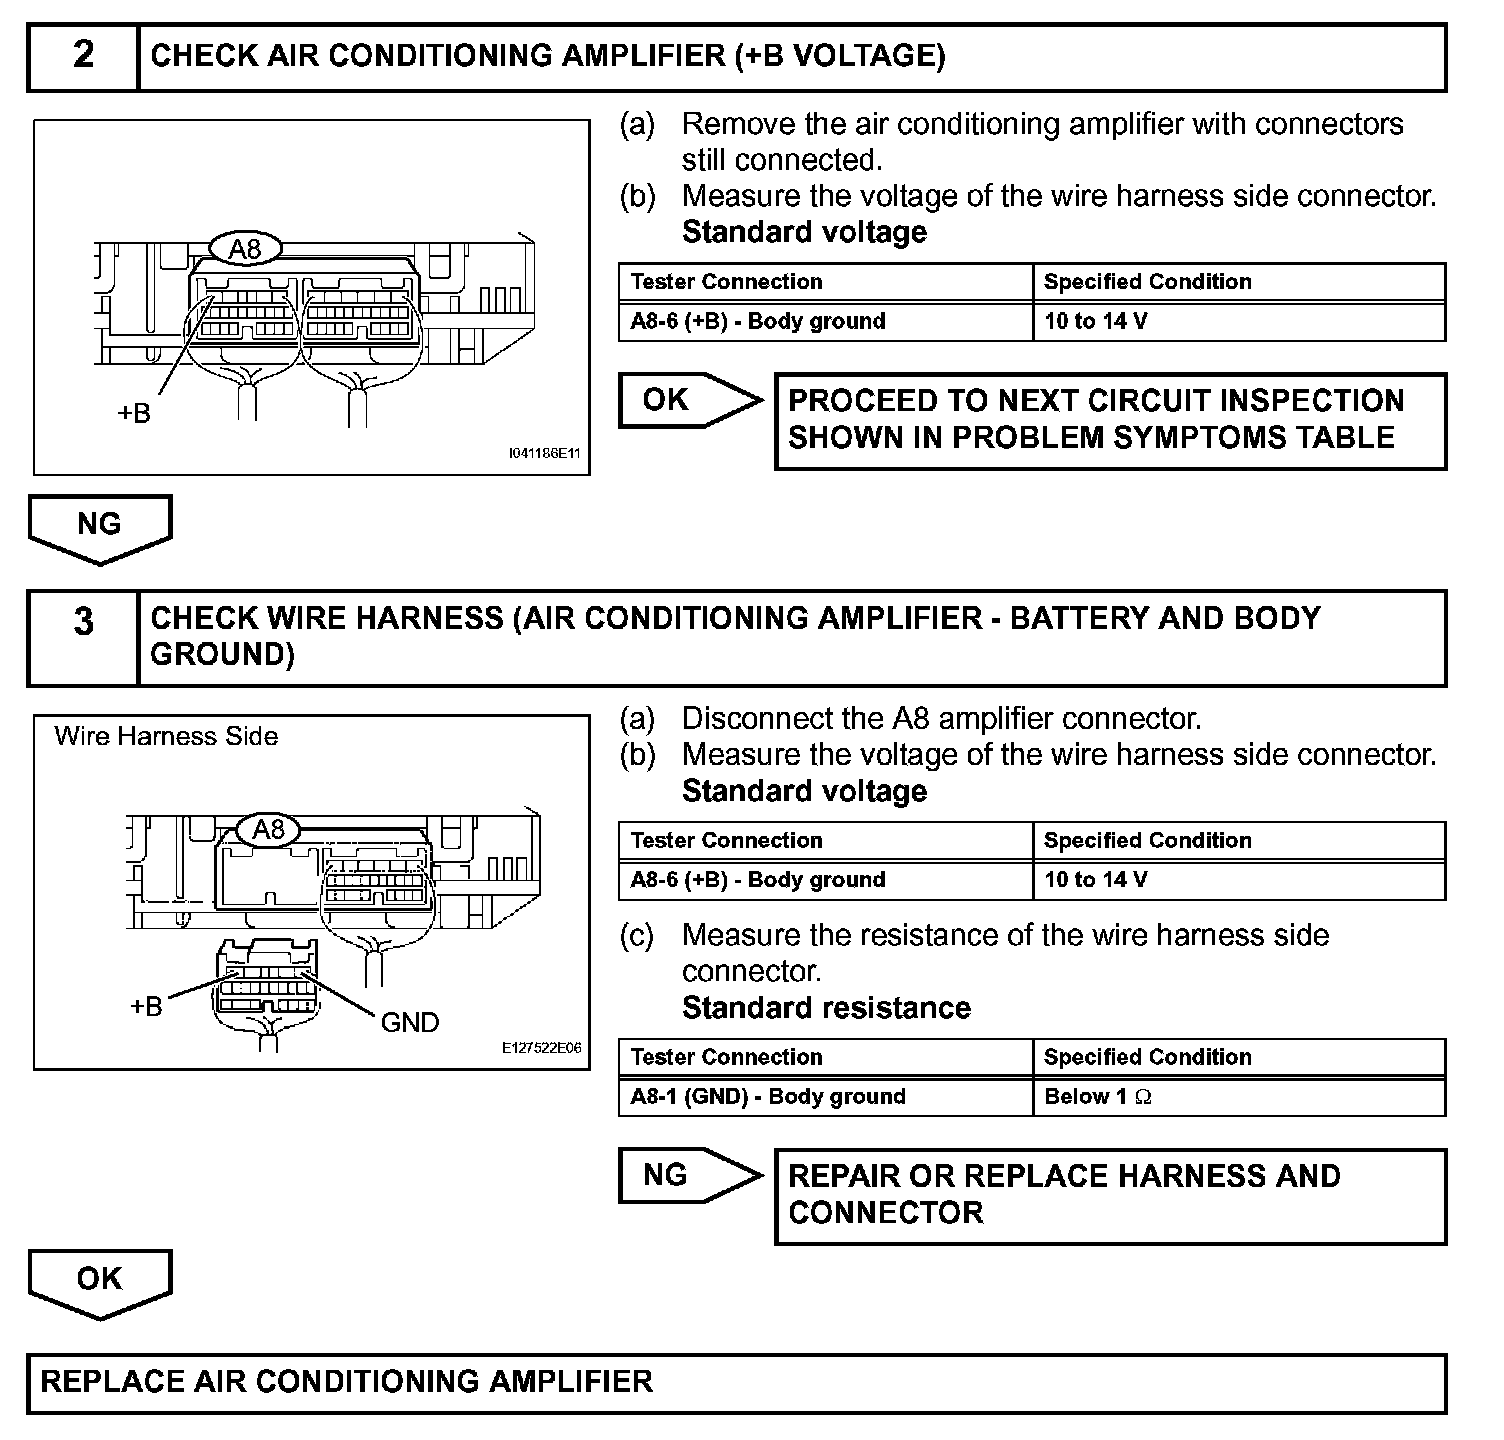 2
CHECK AIR CONDITIONING AMPLIFIER (+B VOLTAGE)
A8
+B
I041186E11
(a) Remove the air conditioning amplifier with connectors
still connected.
(b) Measure the voltage of the wire harness side connector.
Standard voltage
Tester Connection
Specified Condition
A8-6 (+B) - Body ground
10 to 14 V
OK
PROCEED TO NEXT CIRCUIT INSPECTION
SHOWN IN PROBLEM SYMPTOMS TABLE
NG
3
CHECK WIRE HARNESS (AIR CONDITIONING AMPLIFIER - BATTERY AND BODY
GROUND)
Wire Harness Side
A8
+B
GND
E127522E06
(a) Disconnect the A8 amplifier connector.
(b) Measure the voltage of the wire harness side connector.
Standard voltage
Tester Connection
Specified Condition
A8-6 (+B) - Body ground
10 to 14 V
(c) Measure the resistance of the wire harness side
connector.
Standard resistance
Tester Connection
Specified Condition
A8-1 (GND) - Body ground
Below 1 Ω
NG
REPAIR OR REPLACE HARNESS AND
CONNECTOR
OK
REPLACE AIR CONDITIONING AMPLIFIER